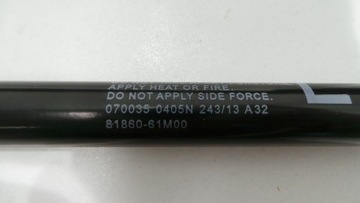 APPLY HEAT OR FIRE.
DO NOT APPLY SIDE FORCE.
070035 0405N 243/13 A32
81860-61M00